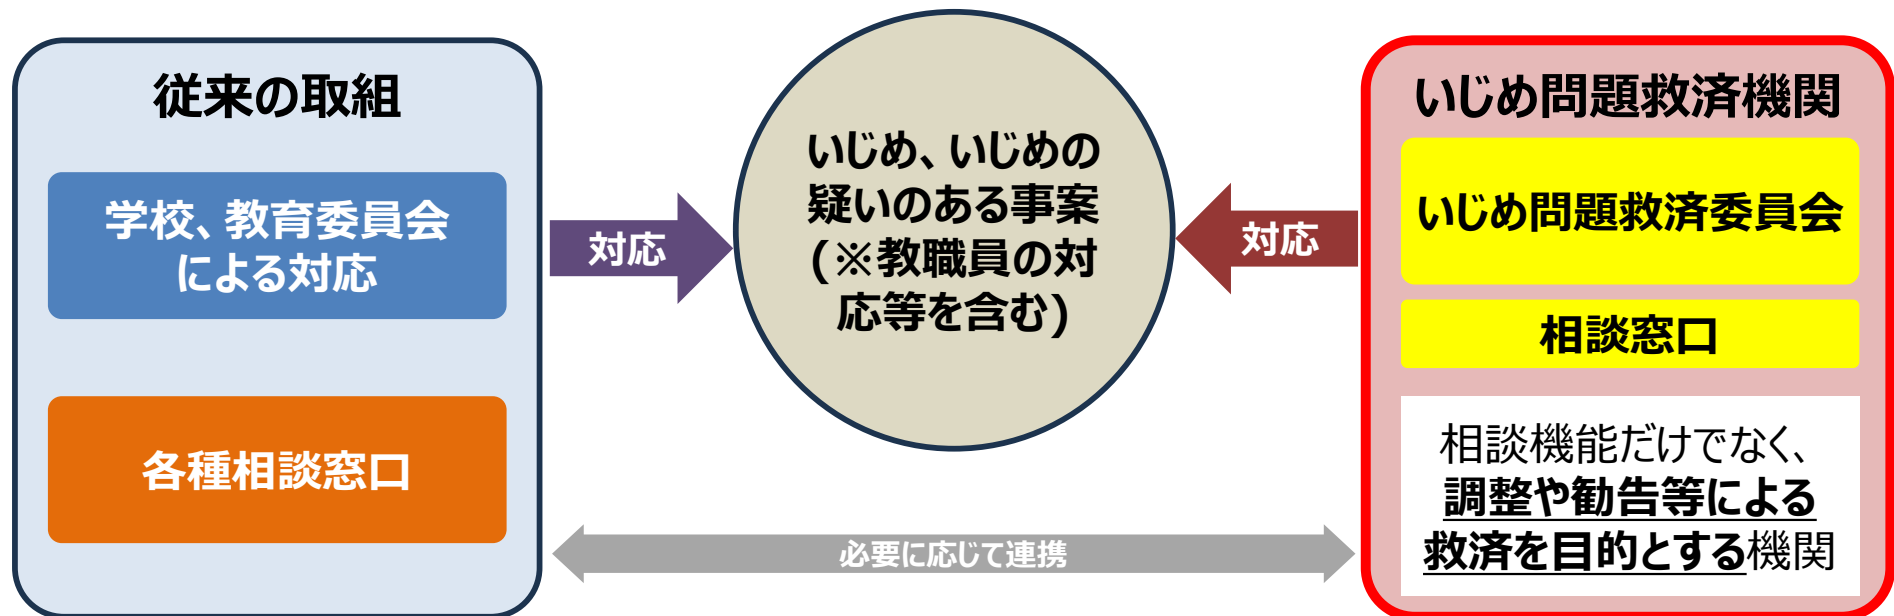 従来の取組
学校、教育委員会
による対応
各種相談窓口
対応
いじめ、いじめの
疑いのある事案
(※教職員の対
応等を含む)
対応
いじめ問題救済機関
いじめ問題救済委員会
相談窓口
相談機能だけでなく、
調整や勧告等による
救済を目的とする機関
必要に応じて連携